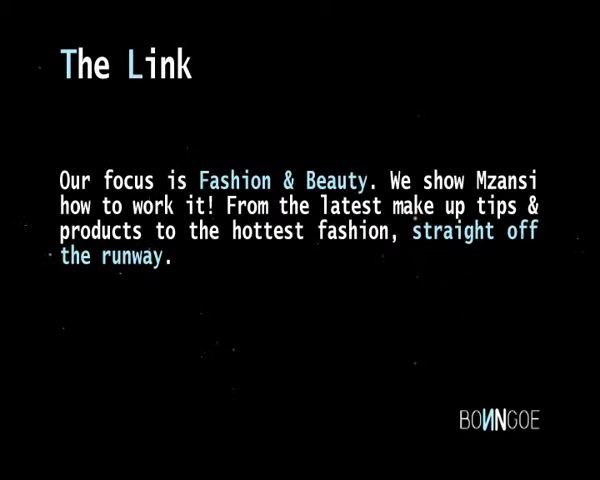 The Link
Our focus is Fashion & Beauty. We show Mzansi
how to work it! From the latest make up tips &
products to the hottest fashion, straight off
the runway.
BONNGOE